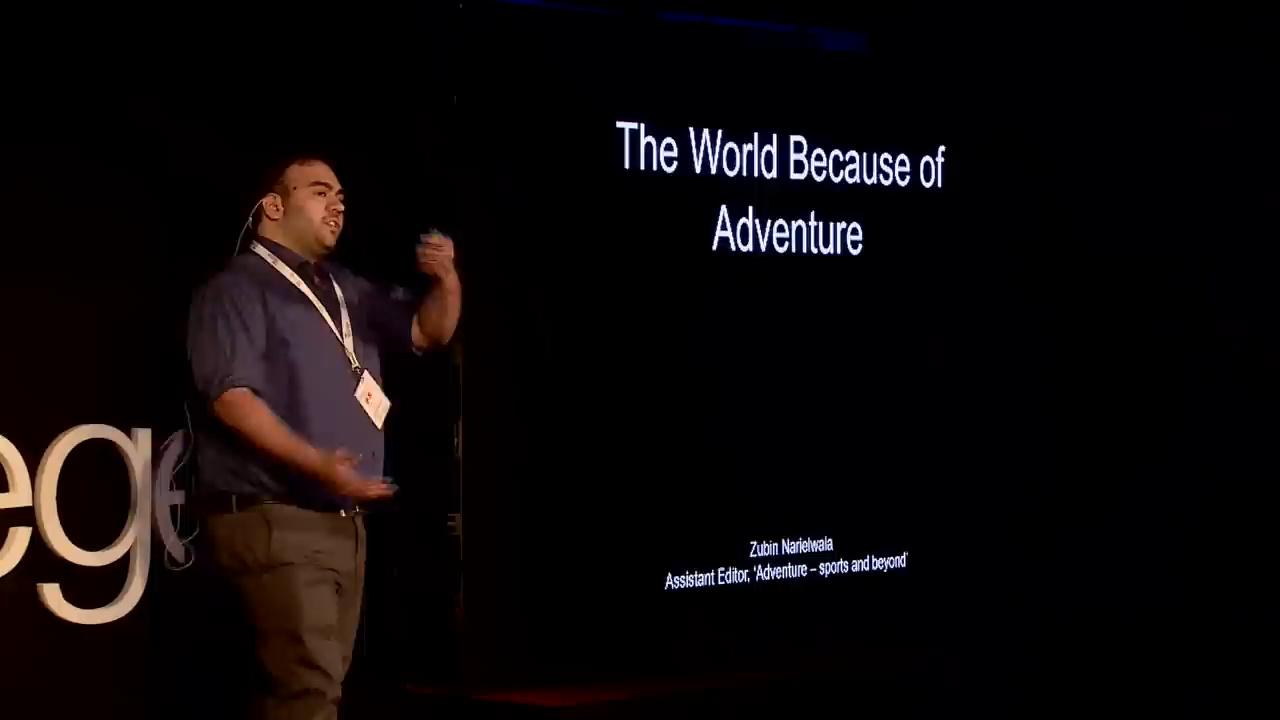 The World Because of
Adventure
Zubin Narielwala
Assistant Editor, 'Adventure – sports and beyond'
ege